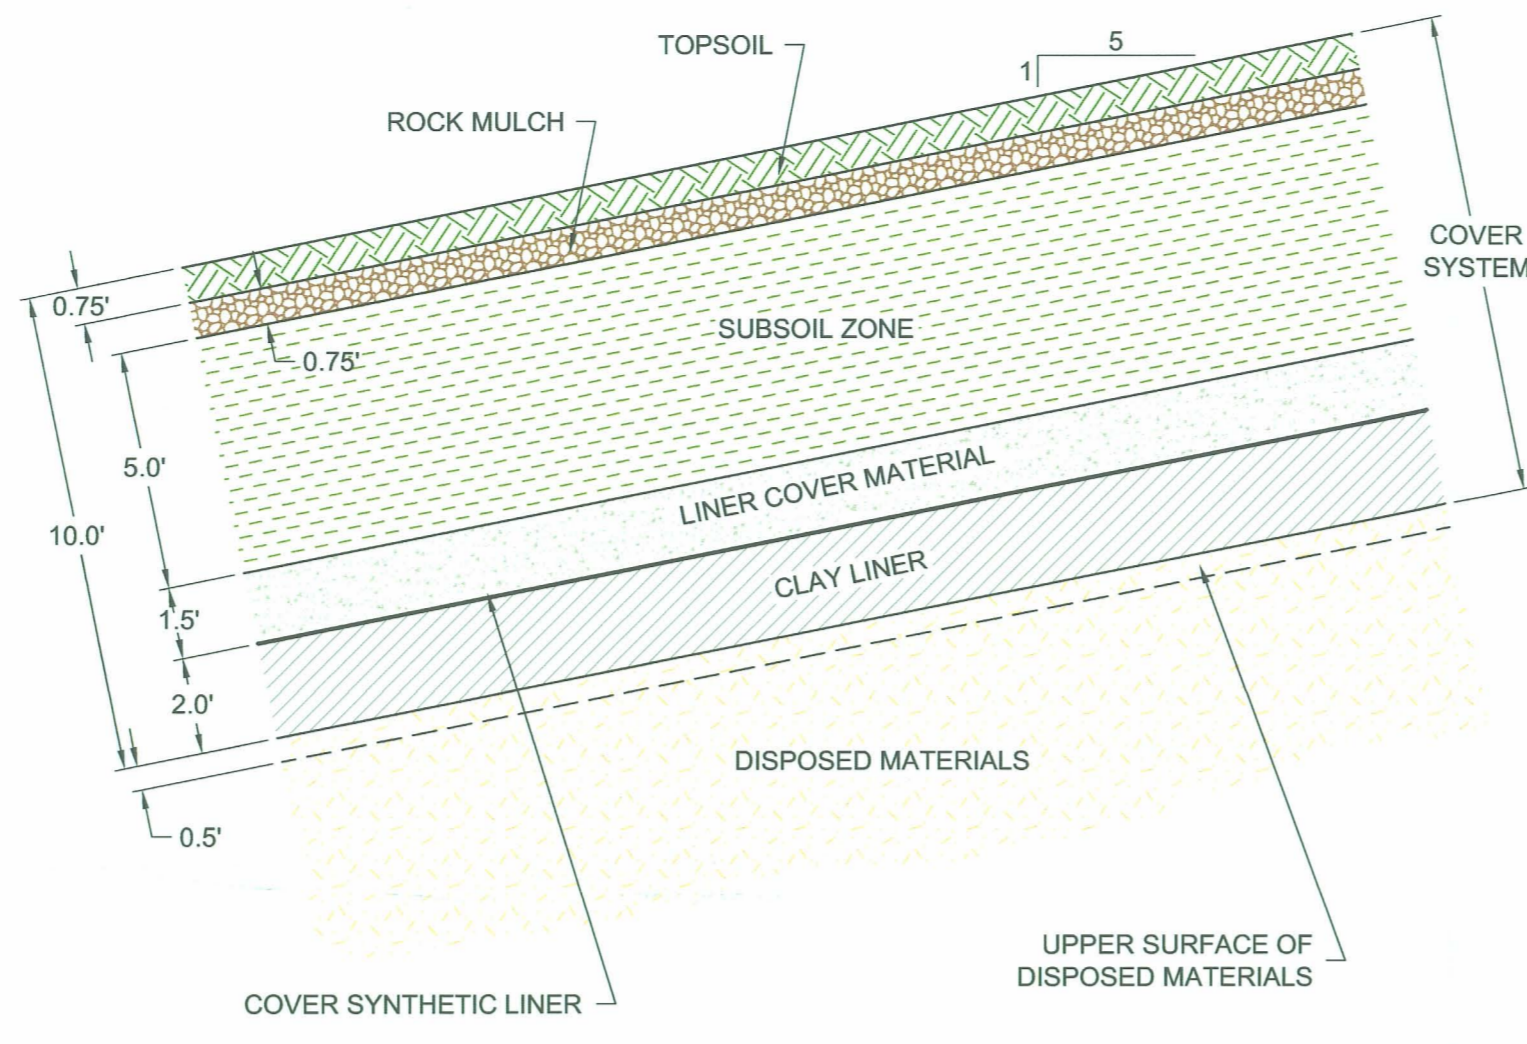 TOPSOIL
5
1
ROCK MULCH
COVER
SYSTEM
0.75'
SUBSOIL ZONE
0.75'
5.0'
LINER COVER MATERIAL
10.0'
CLAY LINER
1.5'
2.0'
DISPOSED MATERIALS
0.5'
UPPER SURFACE OF
DISPOSED MATERIALS
COVER SYNTHETIC LINER